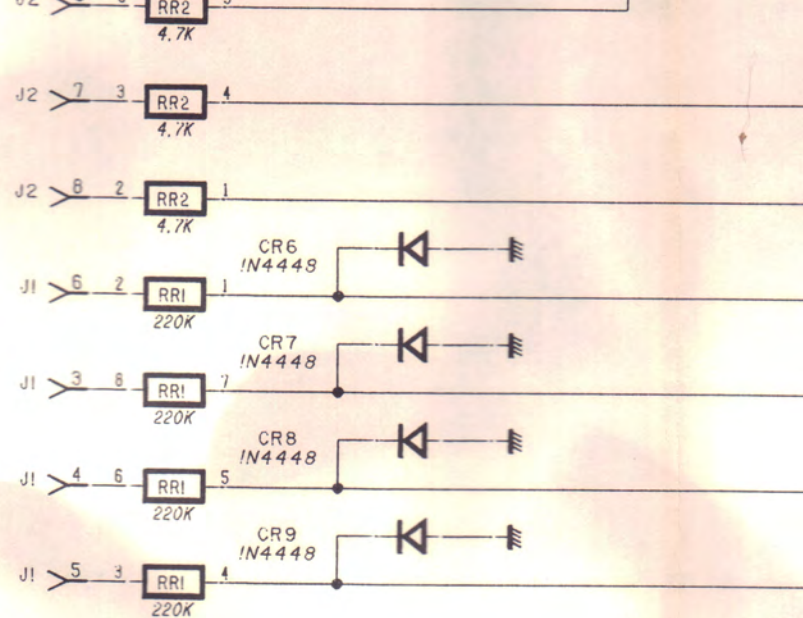 J2 RR2
4.7K
J2 7 3 RR2 4
4.7K
J2 8 2 RR2 1
4.7K
CR6
1N4448
J1 6 2 RR1 1
220K
CR7
1N4448
J1 3 8 RR1 7
220K
CR8
1N4448
J1 4 6 RR1 5
220K
CR9
1N4448
J1 5 3 RR1 4
220K